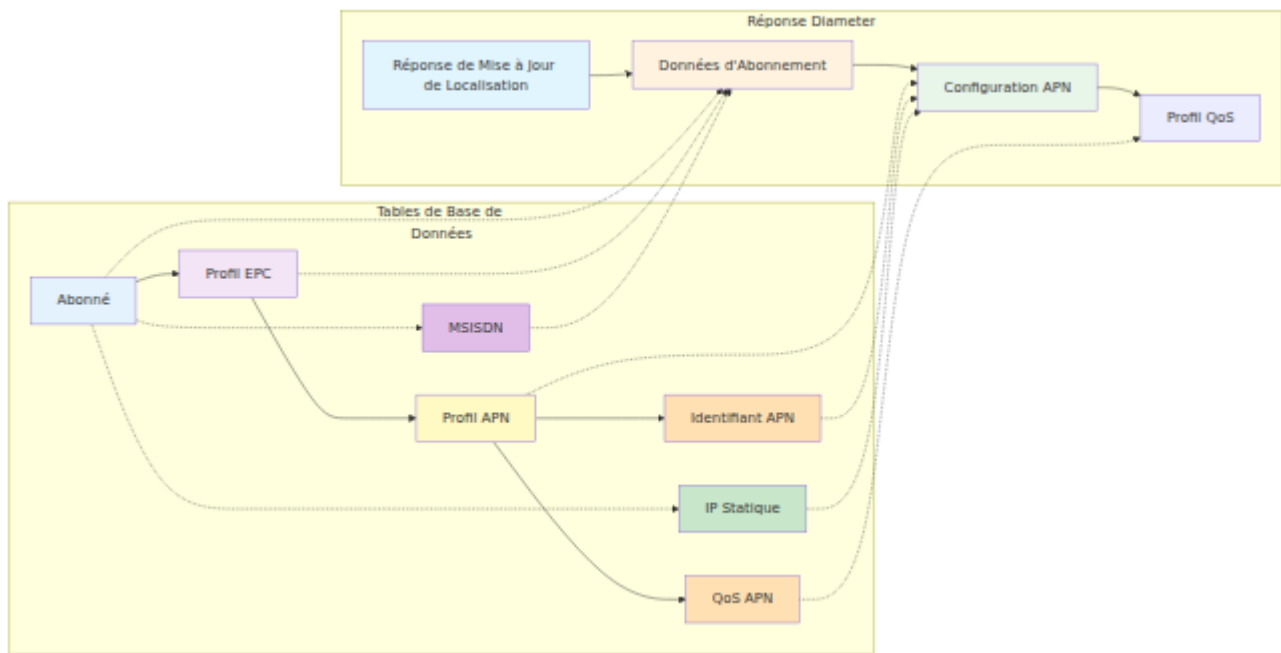 Réponse Diameter
Réponse de Mise à Jour
de Localisation
Données d'Abonnement
Configuration APN
Profil QoS
Tables de Base de
Données
Abonné
Profil EPC
MSISDN
Profil APN
Identifiant APN
IP Statique
QoS APN